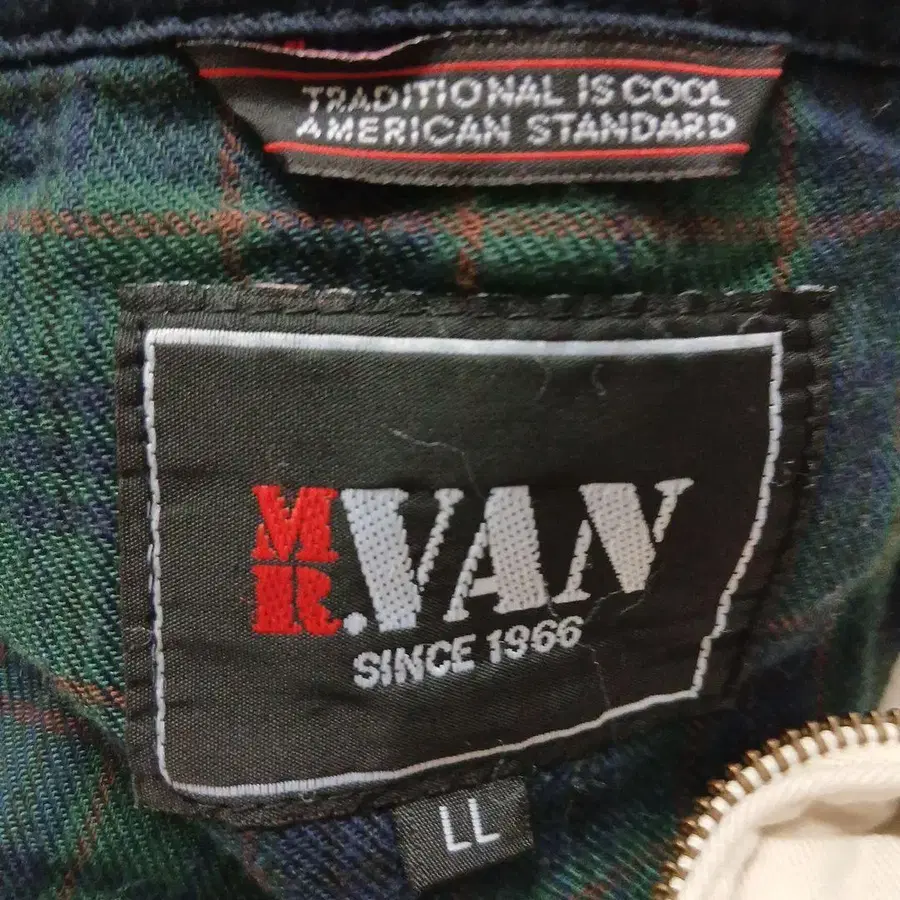 TRADITIONAL IS COOL
AMERICAN STANDARD
MR.VAN
SINCE 1966
LL